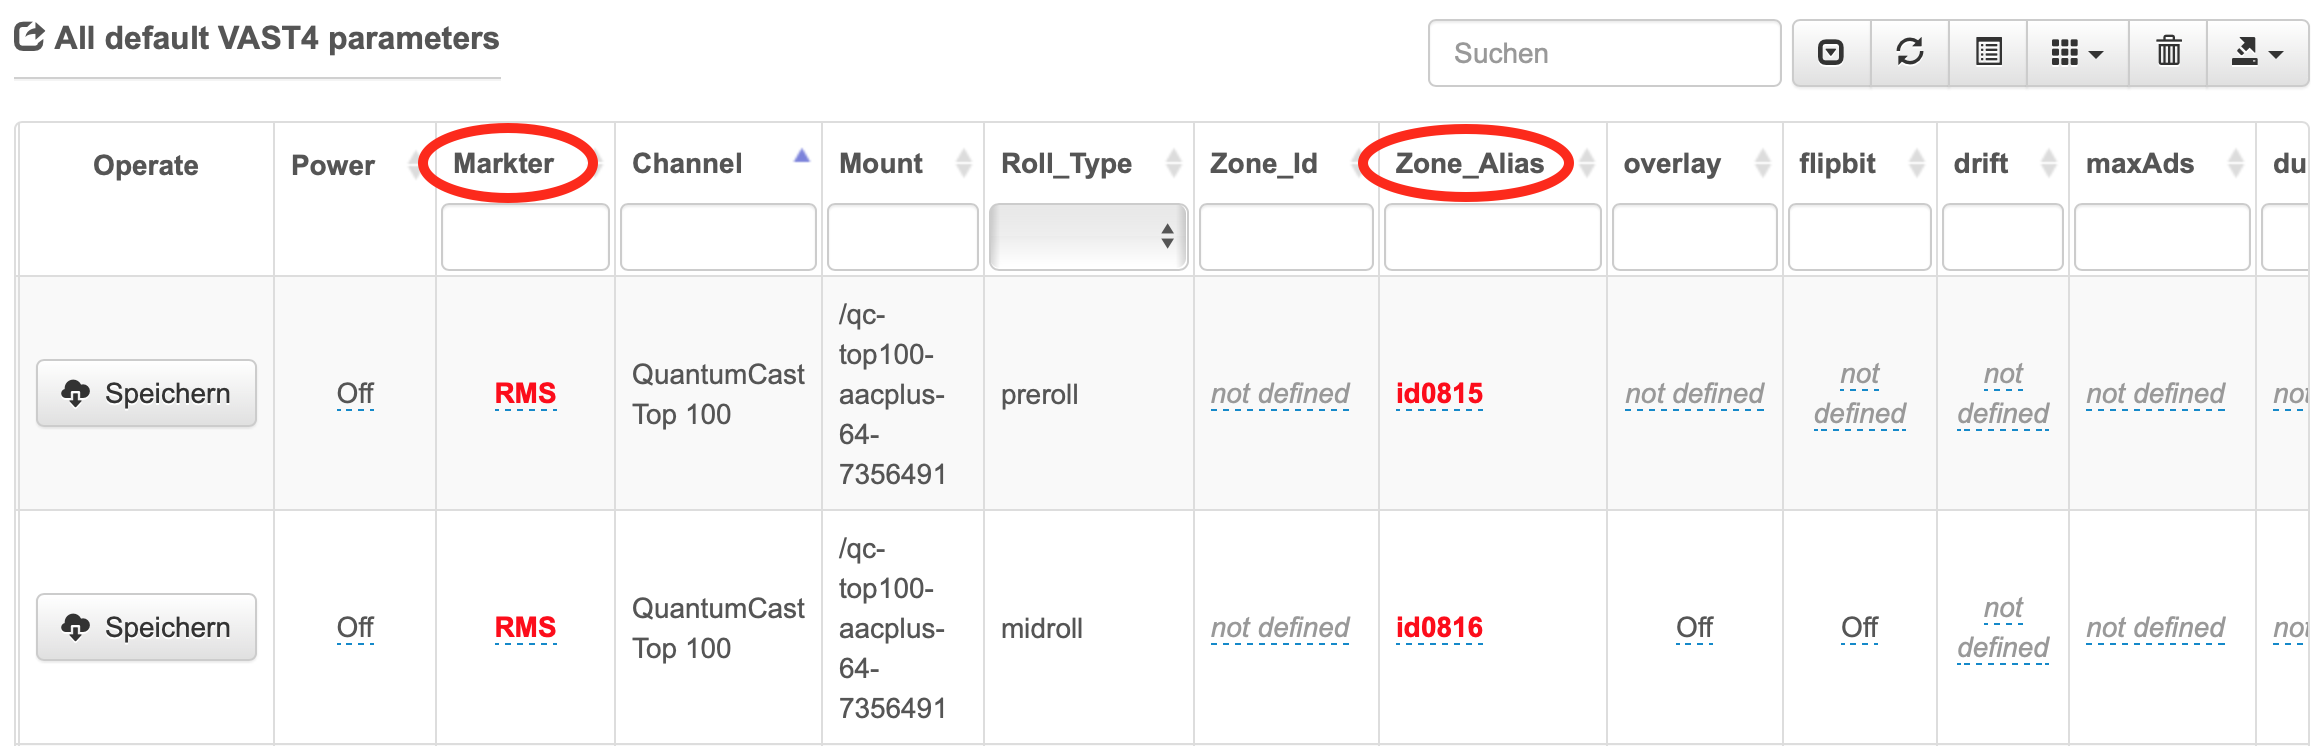 All default VAST4 parameters
Suchen
Operate Power Markter Channel Mount Roll_Type Zone_Id Zone_Alias overlay flipbit drift maxAds du
Speichern Off RMS QuantumCast Top 100 /qc-top100-aacplus-64-7356491 preroll not defined id0815 not defined not defined not defined not defined not
Speichern Off RMS QuantumCast Top 100 /qc-top100-aacplus-64-7356491 midroll not defined id0816 Off Off not defined not defined not